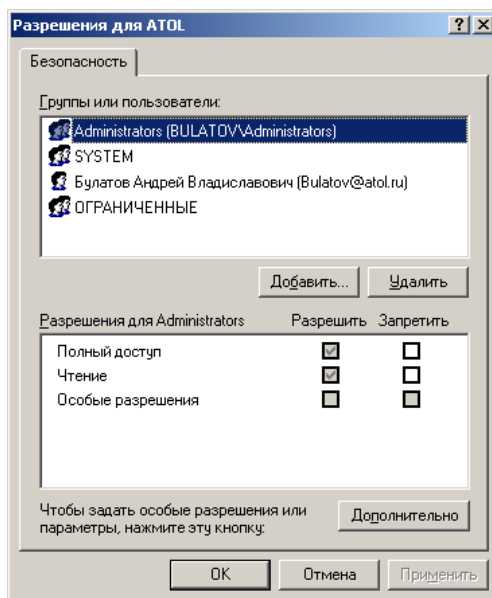 Разрешения для ATOL
Безопасность
Группы или пользователи:
Administrators (BULATOV\Administrators)
SYSTEM
Булатов Андрей Владиславович (Bulatov@atol.ru)
ОГРАНИЧЕННЫЕ
Добавить... Удалить
Разрешения для Administrators Разрешить Запретить
Полный доступ
Чтение
Особые разрешения
Чтобы задать особые разрешения или
параметры, нажмите эту кнопку:
Дополнительно
OK Отмена Применить